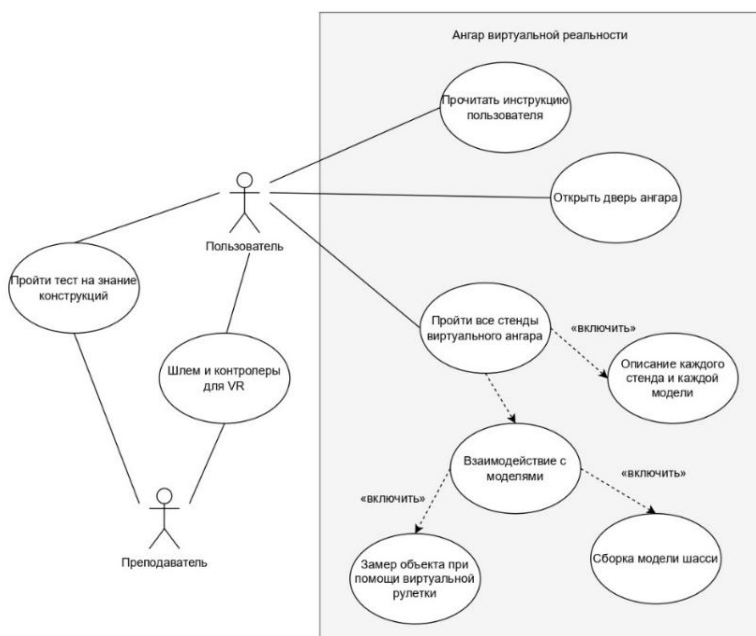 Ангар виртуальной реальности
Прочитать инструкцию
пользователя
Открыть дверь ангара
Пользователь
Пройти тест на знание
конструкций
Пройти все стенды
виртуального ангара
«включить»
Шлем и контролеры
для VR
Описание каждого
стенда и каждой
модели
Взаимодействие с
моделями
«включить»
«включить»
Преподаватель
Замер объекта при
помощи виртуальной
рулетки
Сборка модели шасси